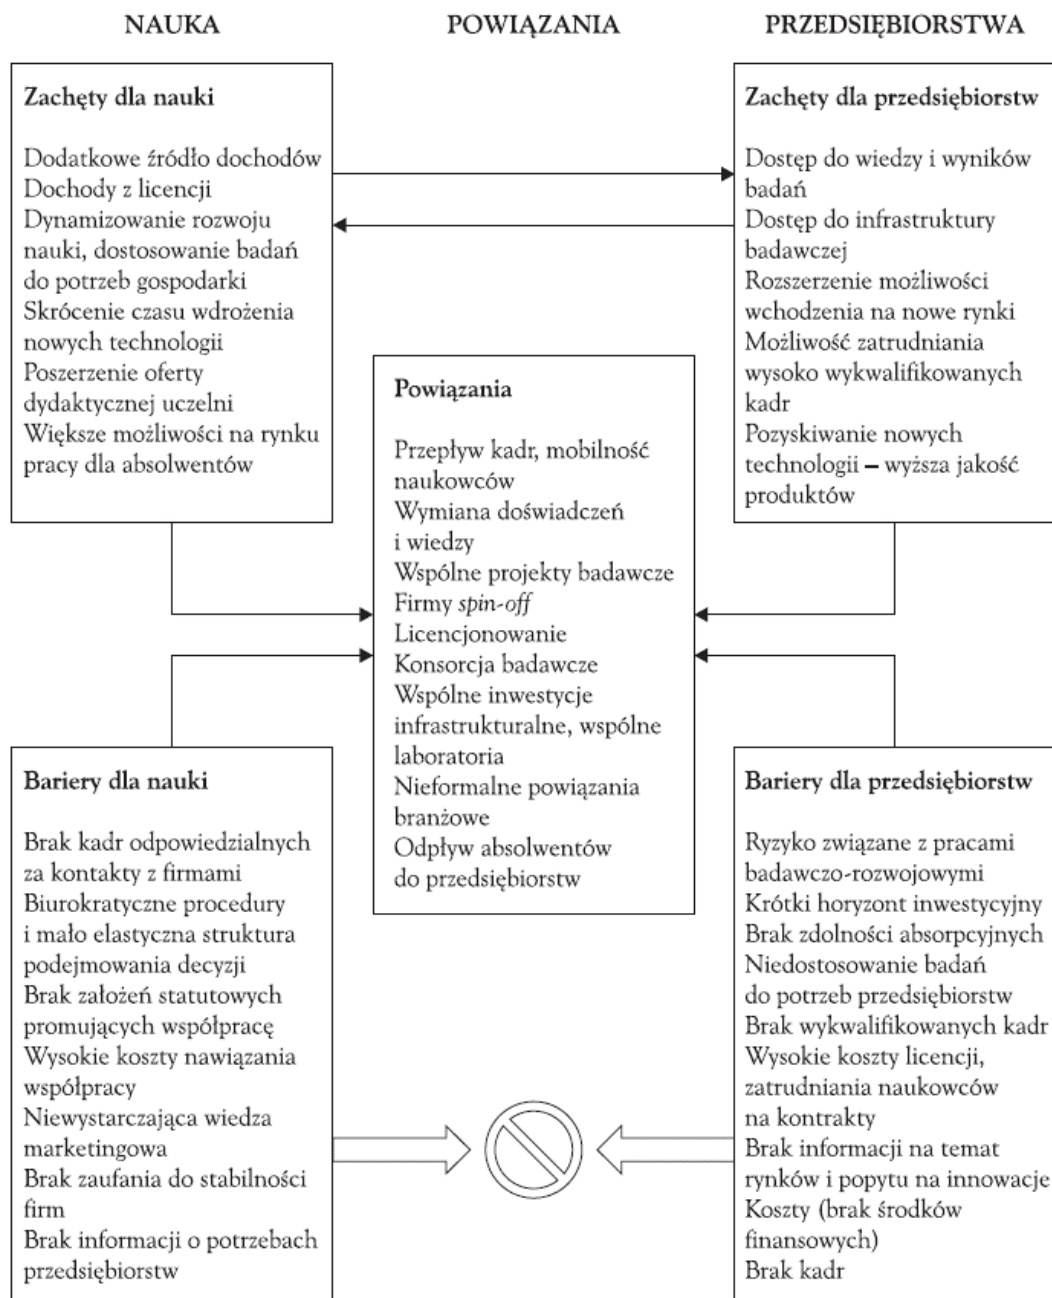 NAUKA
POWIĄZANIA
PRZEDSIĘBIORSTWA
Zachęty dla nauki
Dodatkowe źródło dochodów
Dochody z licencji
Dynamizowanie rozwoju
nauki, dostosowanie badań
do potrzeb gospodarki
Skrócenie czasu wdrożenia
nowych technologii
Poszerzenie oferty
dydaktycznej uczelni
Większe możliwości na rynku
pracy dla absolwentów
Zachęty dla przedsiębiorstw
Dostęp do wiedzy i wyników
badań
Dostęp do infrastruktury
badawczej
Rozszerzenie możliwości
wchodzenia na nowe rynki
Możliwość zatrudniania
wysoko wykwalifikowanych
kadr
Pozyskiwanie nowych
technologii – wyższa jakość
produktów
Powiązania
Przepływ kadr, mobilność
naukowców
Wymiana doświadczeń
i wiedzy
Wspólne projekty badawcze
Firmy spin-off
Licencjonowanie
Konsorcja badawcze
Wspólne inwestycje
infrastrukturalne, wspólne
laboratoria
Nieformalne powiązania
branżowe
Odpływ absolwentów
do przedsiębiorstw
Bariery dla nauki
Brak kadr odpowiedzialnych
za kontakty z firmami
Biurokratyczne procedury
i mało elastyczna struktura
podejmowania decyzji
Brak założeń statutowych
promujących współpracę
Wysokie koszty nawiązania
współpracy
Niewystarczająca wiedza
marketingowa
Brak zaufania do stabilności
firm
Brak informacji o potrzebach
przedsiębiorstw
Bariery dla przedsiębiorstw
Ryzyko związane z pracami
badawczo-rozwojowymi
Krótki horyzont inwestycyjny
Brak zdolności absorpcyjnych
Niedostosowanie badań
do potrzeb przedsiębiorstw
Brak wykwalifikowanych kadr
Wysokie koszty licencji,
zatrudniania naukowców
na kontrakty
Brak informacji na temat
rynków i popytu na innowacje
Koszty (brak środków
finansowych)
Brak kadr